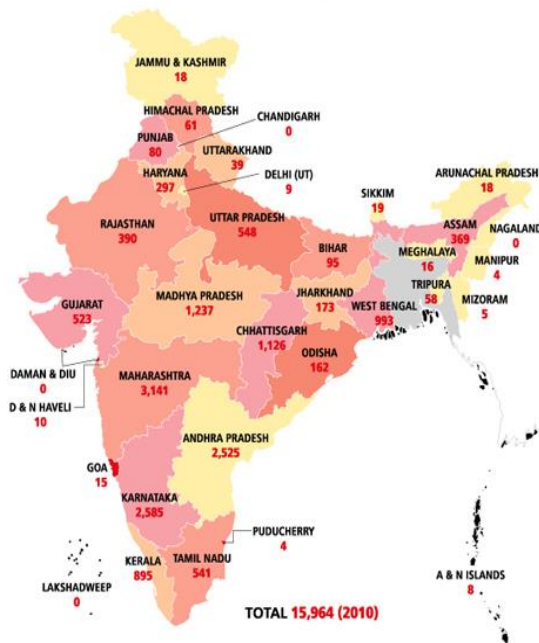 JAMMU & KASHMIR
18
HIMACHAL PRADESH
61
CHANDIGARH
0
PUNJAB
80
UTTARAKHAND
39
HARYANA
297
DELHI (UT)
9
ARUNACHAL PRADESH
18
SIKKIM
19
RAJASTHAN
390
UTTAR PRADESH
548
ASSAM
369
NAGALAND
0
BIHAR
95
MEGHALAYA
16
MANIPUR
4
GUJARAT
523
MADHYA PRADESH
1,237
JHARKHAND
173
WEST BENGAL
993
TRIPURA
58
MIZORAM
5
CHHATTISGARH
1,126
ODISHA
162
DAMAN & DIU
0
MAHARASHTRA
3,141
D & N HAVELI
10
ANDHRA PRADESH
2,525
GOA
15
KARNATAKA
2,585
PUDUCHERRY
4
KERALA
895
TAMIL NADU
541
LAKSHADWEEP
0
A & N ISLANDS
8
TOTAL 15,964 (2010)